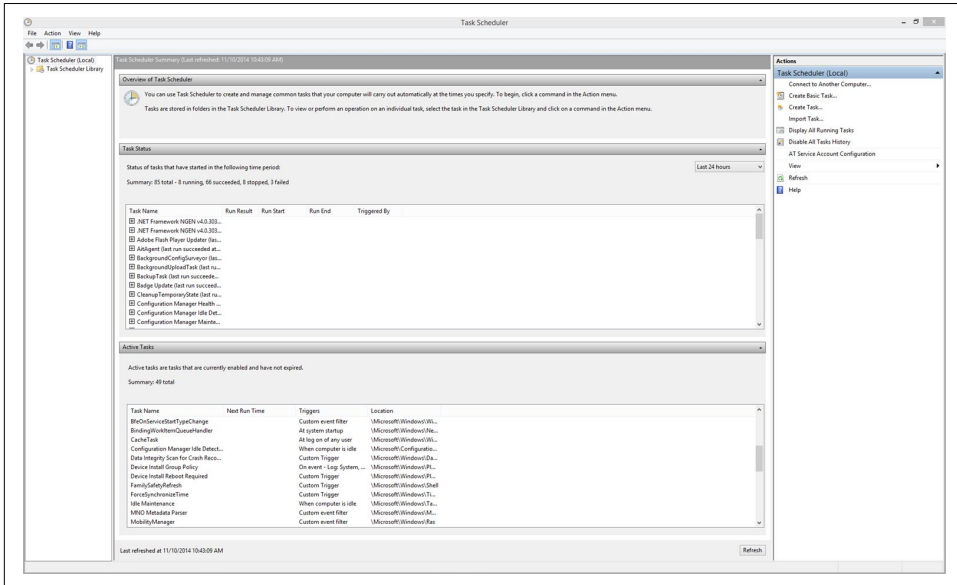 Task Scheduler
File Action View Help
Task Scheduler (Local)
Task Scheduler Library
Task Scheduler Summary (Last refreshed: 11/10/2014 10:43:09 AM)
Overview of Task Scheduler
You can use Task Scheduler to create and manage common tasks that your computer will carry out automatically at the times you specify. To begin, click a command in the Action menu.
Tasks are stored in folders in the Task Scheduler Library. To view or perform an operation on an individual task, select the task in the Task Scheduler Library and click on a command in the Action menu.
Task Status
Status of tasks that have started in the following time period:
Last 24 hours
Summary: 85 total - 8 running, 66 succeeded, 8 stopped, 3 failed
Task Name Run Result Run Start Run End Triggered By
.NET Framework NGEN v4.0.303...
.NET Framework NGEN v4.0.303...
Adobe Flash Player Updater (las...
AitAgent (last run succeeded at...
BackgroundConfigSurveyor (las...
BackgroundUploadTask (last ru...
BackupTask (last run succeede...
Badge Update (last run succeed...
CleanupTemporaryState (last ru...
Configuration Manager Health ...
Configuration Manager Idle Det...
Configuration Manager Mainte...
Active Tasks
Active tasks are tasks that are currently enabled and have not expired.
Summary: 49 total
Task Name Next Run Time Triggers Location
BfeOnServiceStartTypeChange Custom event filter \Microsoft\Windows\Wi...
BindingWorkItemQueueHandler At system startup \Microsoft\Windows\Ne...
CacheTask At log on of any user \Microsoft\Windows\Wi...
Configuration Manager Idle Detect... When computer is idle \Microsoft\Configuratio...
Data Integrity Scan for Crash Reco... Custom Trigger \Microsoft\Windows\Da...
Device Install Group Policy On event - Log: System, ... \Microsoft\Windows\Pl...
Device Install Reboot Required Custom Trigger \Microsoft\Windows\Pl...
FamilySafetyRefresh Custom Trigger \Microsoft\Windows\Shell
ForceSynchronizeTime Custom Trigger \Microsoft\Windows\Ti...
Idle Maintenance When computer is idle \Microsoft\Windows\Ta...
MNO Metadata Parser Custom event filter \Microsoft\Windows\M...
MobilityManager Custom event filter \Microsoft\Windows\Ras
Last refreshed at 11/10/2014 10:43:09 AM
Refresh
Actions
Task Scheduler (Local)
Connect to Another Computer...
Create Basic Task...
Create Task...
Import Task...
Display All Running Tasks
Disable All Tasks History
AT Service Account Configuration
View
Refresh
Help